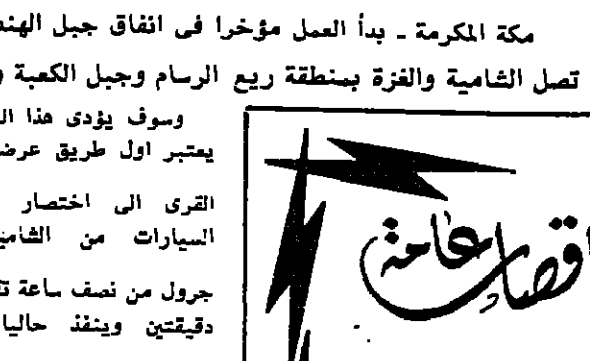 مكة المكرمة ـ بدأ العمل مؤخرا فى انفاق جبل الهند
تصل الشامية والغزة بمنطقة ريع الرسام وجبل الكعبة و
وسوف يؤدى هذا ال
يعتبر اول طريق عرض
القرى الى اختصار
السيارات من الشامي
جرول من نصف ساعة تق
دقيقتين وينفذ حاليا
عامة